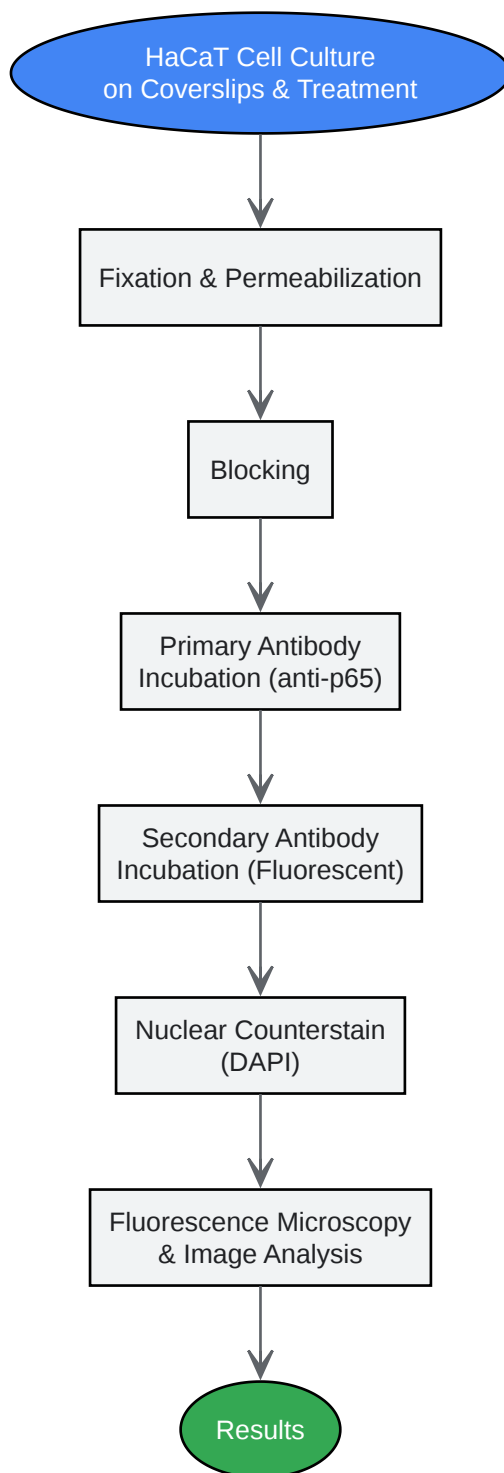 HaCaT Cell Culture
on Coverslips & Treatment
Fixation & Permeabilization
Blocking
Primary Antibody
Incubation (anti-p65)
Secondary Antibody
Incubation (Fluorescent)
Nuclear Counterstain
(DAPI)
Fluorescence Microscopy
& Image Analysis
Results